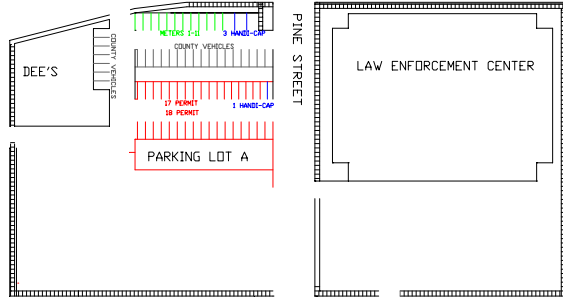 METERS 1-11
3 HANDI-CAP
COUNTY VEHICLES
DEE'S
COUNTY VEHICLES
PINE STREET
LAW ENFORCEMENT CENTER
17 PERMIT
18 PERMIT
1 HANDI-CAP
PARKING LOT A